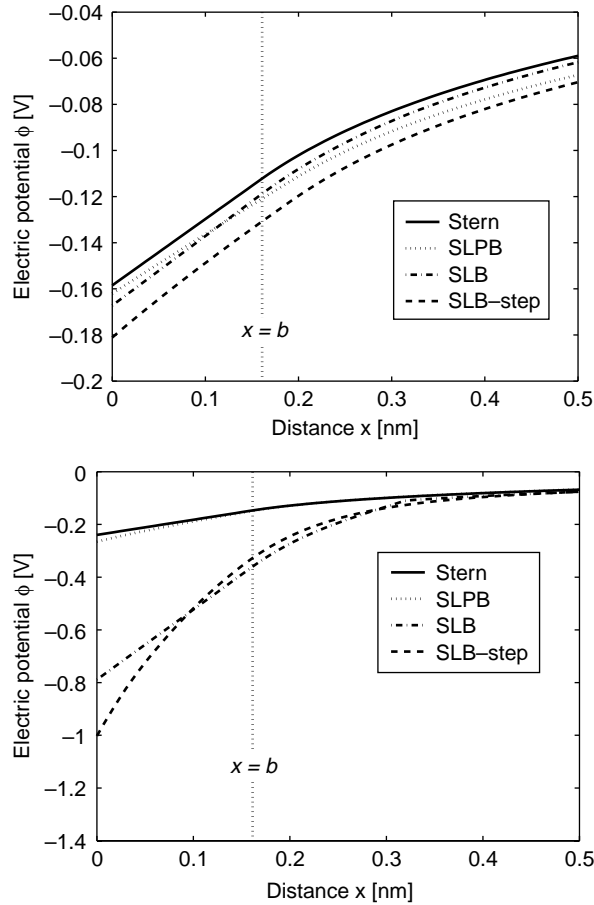 −0.04
−0.06
−0.08
−0.1
−0.12
−0.14
−0.16
−0.18
−0.2
Electric potential ϕ [V]
Stern
SLPB
SLB
SLB−step
x = b
0
0.1
0.2
0.3
0.4
0.5
Distance x [nm]
0
−0.2
−0.4
−0.6
−0.8
−1
−1.2
−1.4
Electric potential ϕ [V]
Stern
SLPB
SLB
SLB−step
x = b
0
0.1
0.2
0.3
0.4
0.5
Distance x [nm]